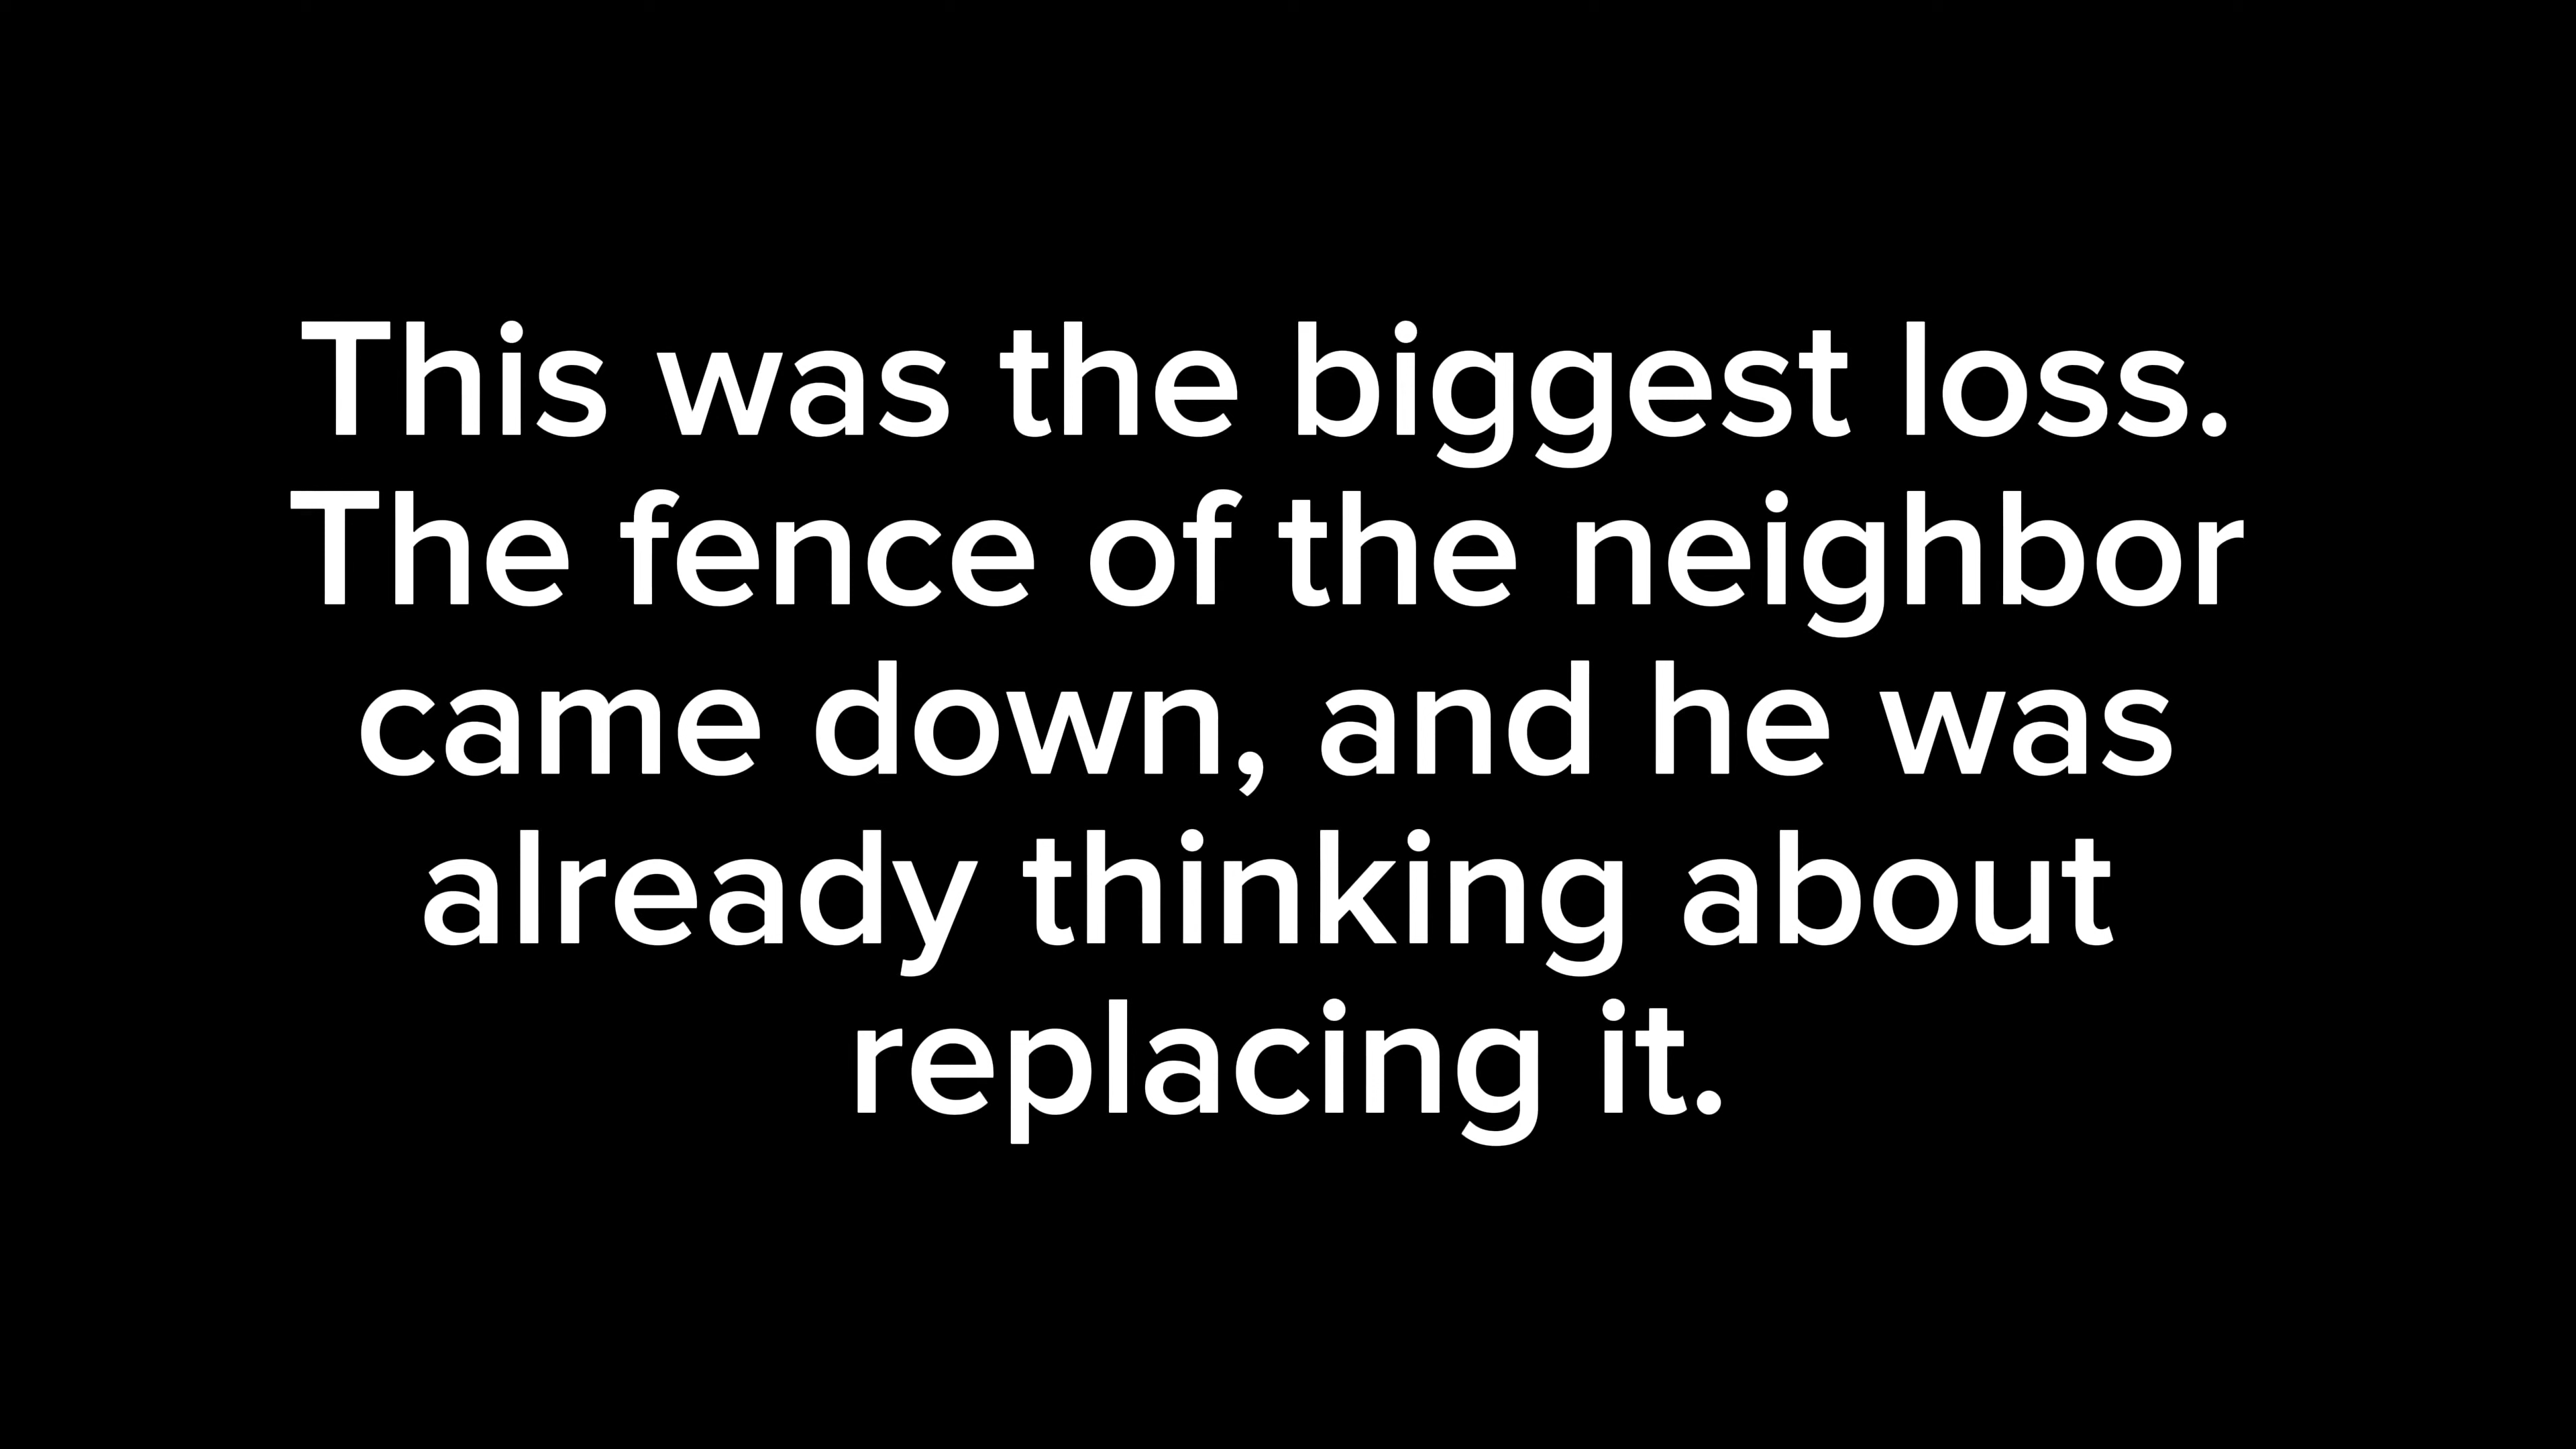 This was the biggest loss.
The fence of the neighbor
came down, and he was
already thinking about
replacing it.